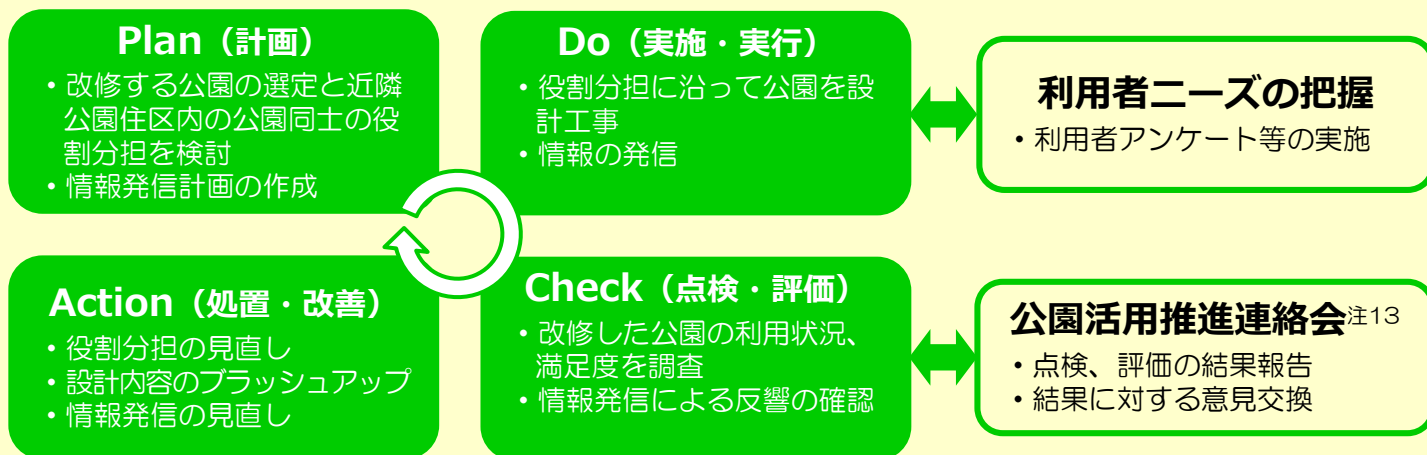 Plan（計画）
・改修する公園の選定と近隣
公園住区内の公園同士の役
割分担を検討
・情報発信計画の作成
Do（実施・実行）
・役割分担に沿って公園を設
計工事
・情報の発信
利用者ニーズの把握
・利用者アンケート等の実施
Action（処置・改善）
・役割分担の見直し
・設計内容のブラッシュアップ
・情報発信の見直し
Check（点検・評価）
・改修した公園の利用状況、
満足度を調査
・情報発信による反響の確認
公園活用推進連絡会注13
・点検、評価の結果報告
・結果に対する意見交換